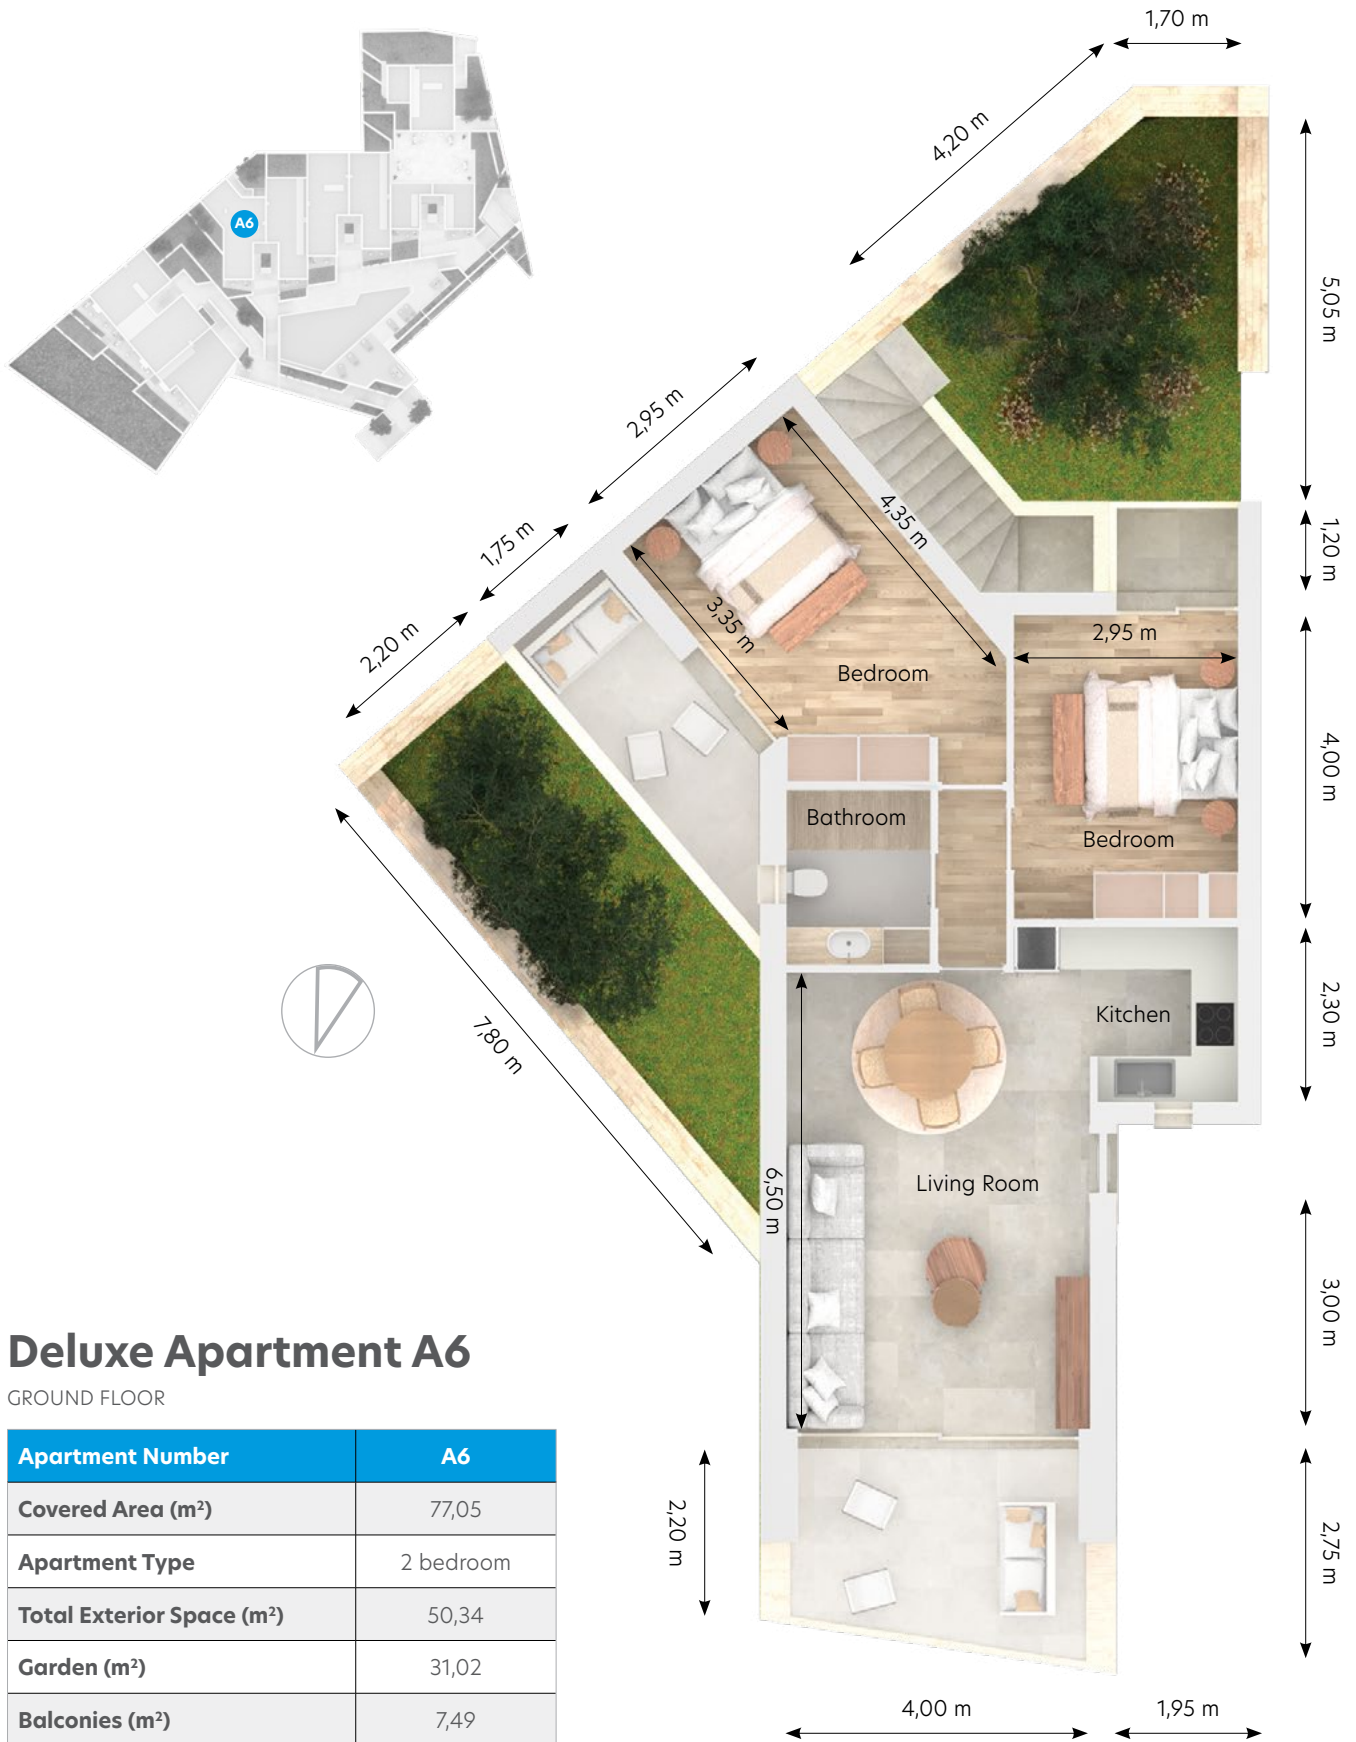 1,70 m
4,20 m
A6
5,05 m
2,95 m
4,35 m
1,75 m
1,20 m
3,35 m
2,20 m
2,95 m
Bedroom
4,00 m
Bathroom
Bedroom
2,30 m
Kitchen
7,80 m
Living Room
6,50 m
3,00 m
Deluxe Apartment A6
GROUND FLOOR
Apartment Number A6
Covered Area (m²) 77,05
Apartment Type 2 bedroom
Total Exterior Space (m²) 50,34
Garden (m²) 31,02
Balconies (m²) 7,49
2,20 m
2,75 m
4,00 m
1,95 m